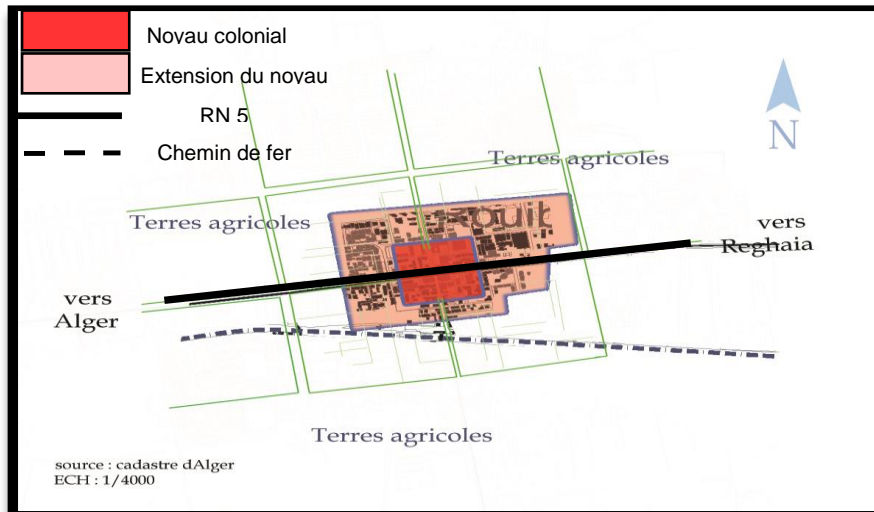 Noyau colonial
Extension du noyau
RN 5
Chemin de fer
N
Terres agricoles
Terres agricoles
vers
Reghaia
vers
Alger
Terres agricoles
source : cadastre dAlger
ECH : 1/4000